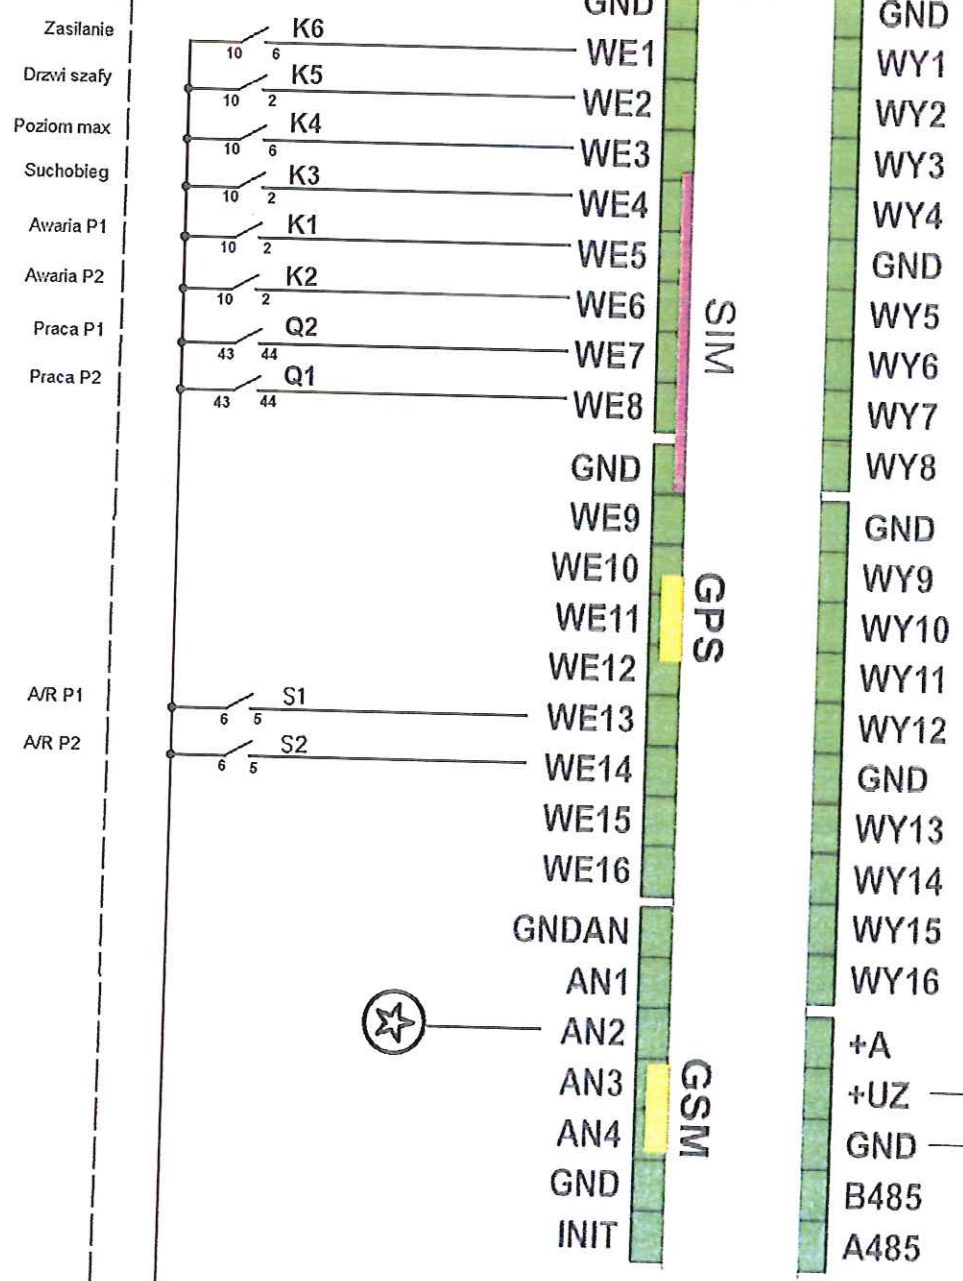 GND
GND
Zasilanie
K6
10 6
WE1
WY1
Drzwi szafy
K5
10 2
WE2
WY2
Poziom max
K4
10 6
WE3
WY3
Suchobieg
K3
10 2
WE4
WY4
Awaria P1
K1
10 2
WE5
GND
Awaria P2
K2
10 2
WE6
WY5
Praca P1
Q2
43 44
WE7
WY6
SIM
Praca P2
Q1
43 44
WE8
WY7
GND
WY8
WE9
GND
WE10
WY9
WE11
GPS
WY10
WE12
WY11
A/R P1
S1
6 5
WE13
WY12
A/R P2
S2
6 5
WE14
GND
WE15
WY13
WE16
WY14
GNDAN
WY15
AN1
WY16
AN2
+A
AN3
GSM
+UZ
AN4
GND
GND
B485
INIT
A485